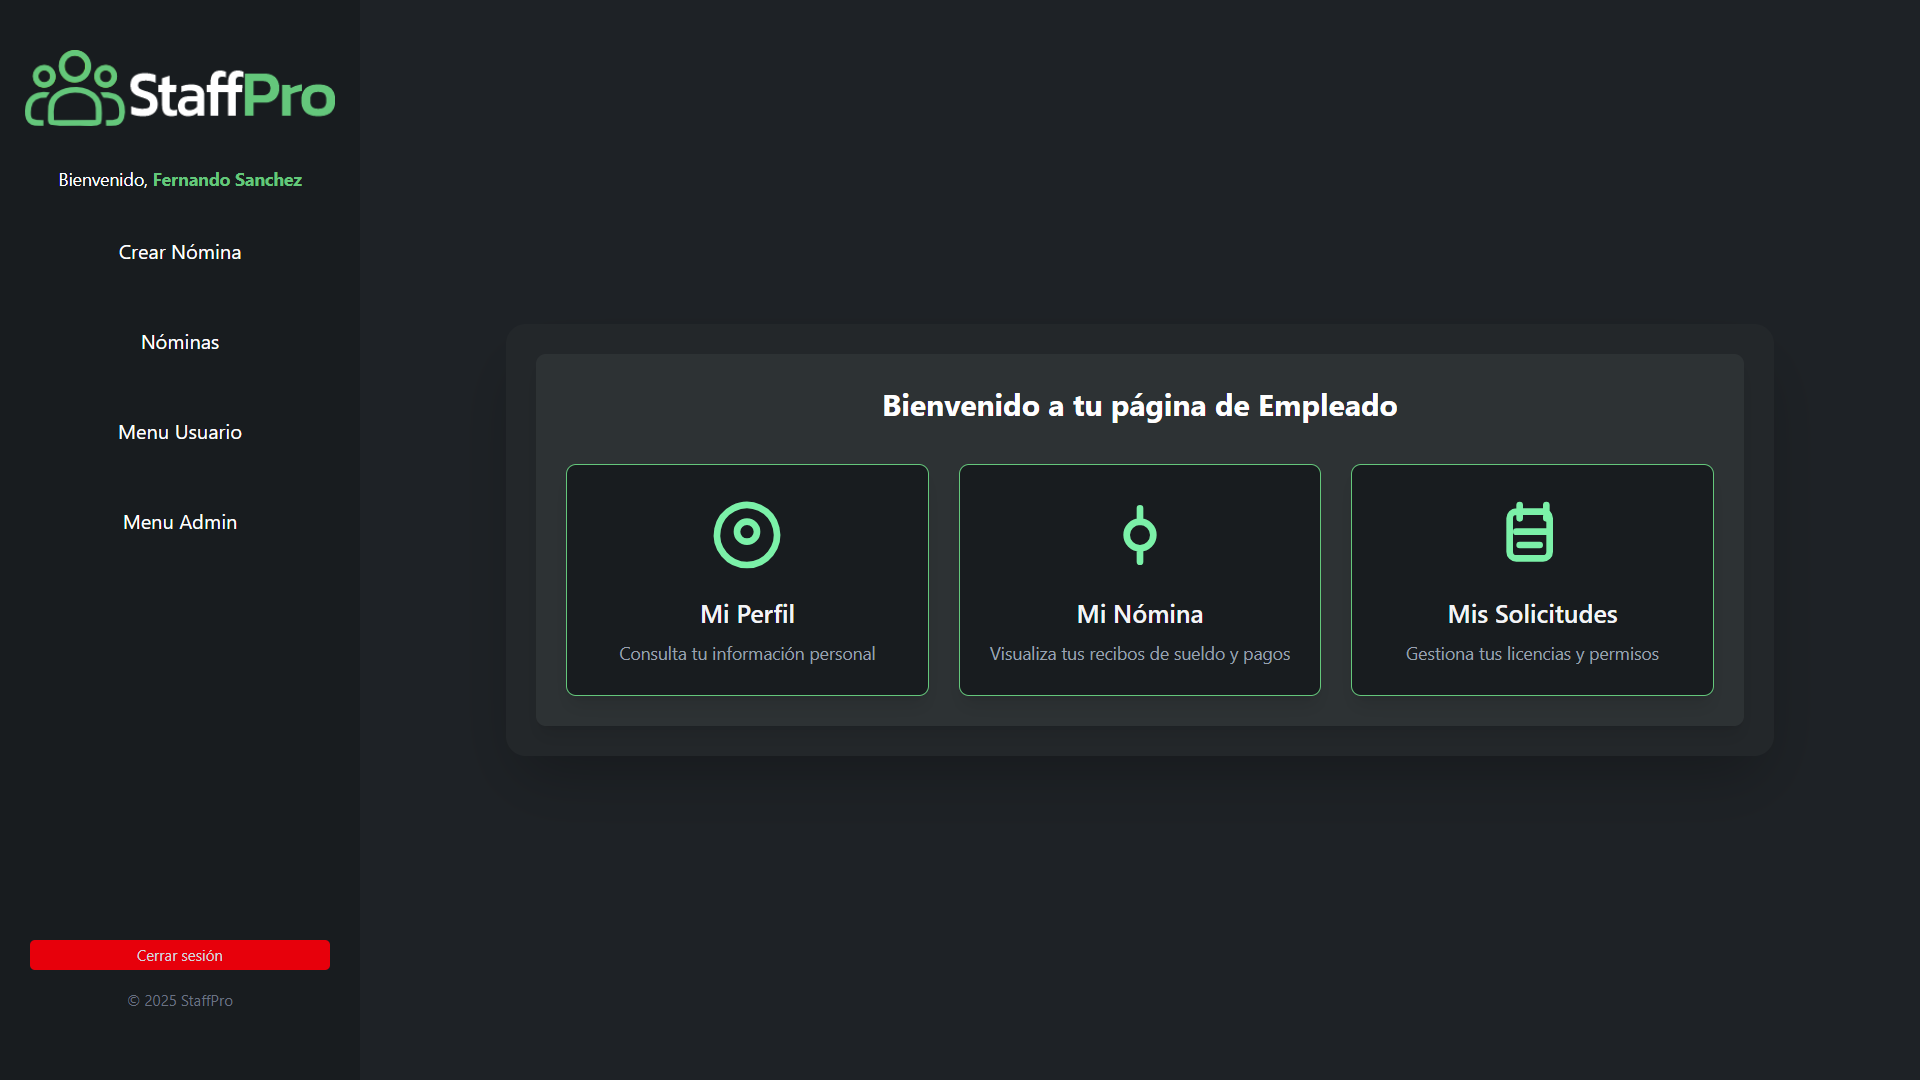 StaffPro
Bienvenido, Fernando Sanchez
Crear Nómina
Nóminas
Menu Usuario
Menu Admin
Cerrar sesión
© 2025 StaffPro
Bienvenido a tu página de Empleado
Mi Perfil
Consulta tu información personal
Mi Nómina
Visualiza tus recibos de sueldo y pagos
Mis Solicitudes
Gestiona tus licencias y permisos